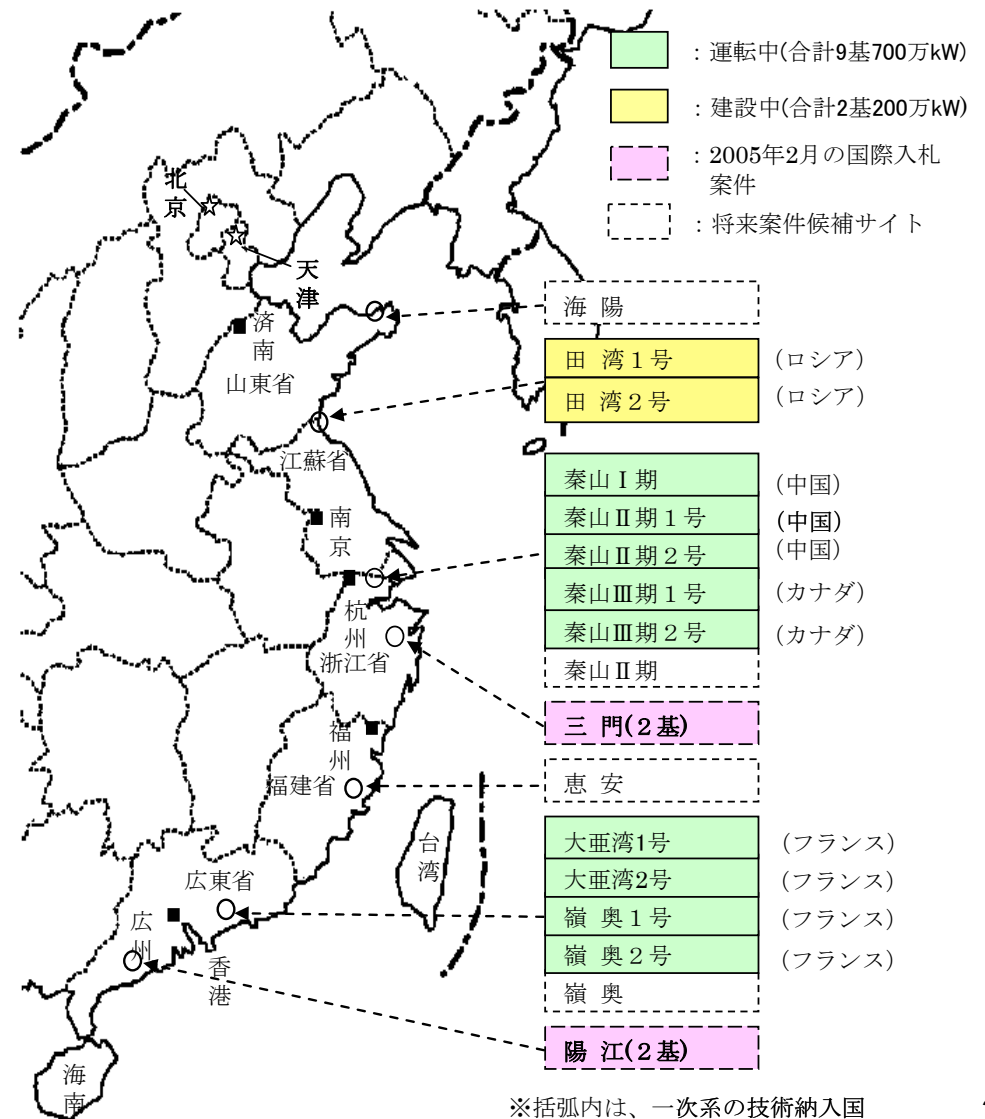 ：運転中(合計9基700万kW)
：建設中(合計2基200万kW)
：2005年2月の国際入札
案件
：将来案件候補サイト
北
京
天
津
済
南
山東省
江蘇省
南
京
杭
州
浙江省
福
州
福建省
台
湾
広東省
広
州
香
港
海
南
海 陽
田 湾１号 (ロシア)
田 湾２号 (ロシア)
秦山Ⅰ期 (中国)
秦山Ⅱ期１号 (中国)
秦山Ⅱ期２号 (中国)
秦山Ⅲ期１号 (カナダ)
秦山Ⅲ期２号 (カナダ)
秦山Ⅱ期
三 門(２基)
恵 安
大亜湾1号 (フランス)
大亜湾2号 (フランス)
嶺 奥１号 (フランス)
嶺 奥２号 (フランス)
嶺 奥
陽 江(２基)
※括弧内は、一次系の技術納入国